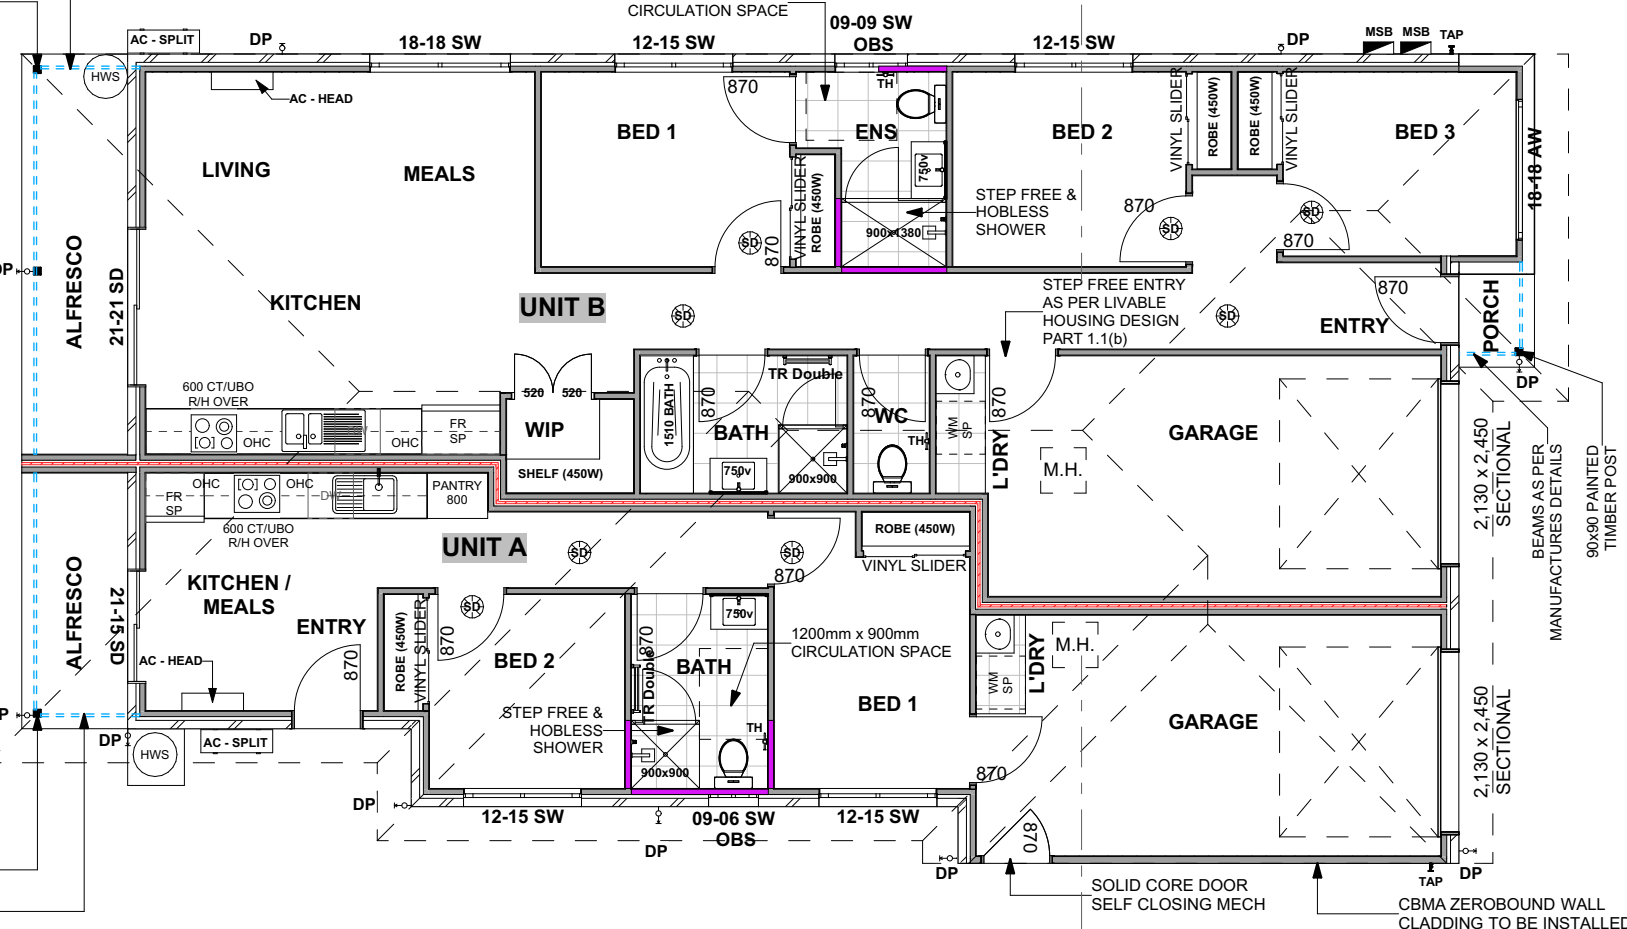 CIRCULATION SPACE
09-09 SW
OBS
AC - SPLIT
DP
18-18 SW
12-15 SW
12-15 SW
DP
MSB
MSB
TAP
HWS
AC - HEAD
870
TH
BED 1
ENS
BED 2
BED 3
VINYL SLIDER
ROBE (450W)
ROBE (450W)
VINYL SLIDER
18-18 AW
LIVING
MEALS
750v
VINYL SLIDER
ROBE (450W)
STEP FREE &
HOBLESS
SHOWER
900x1380
870
SD
870
SD
870
SD
870
ALFRESCO
21-21 SD
DP
KITCHEN
UNIT B
SD
STEP FREE ENTRY
AS PER LIVABLE
HOUSING DESIGN
PART 1.1(b)
SD
870
ENTRY
PORCH
DP
600 CT/UBO
R/H OVER
520
520
TR Double
1510 BATH
870
870
870
OHC
DW
OHC
FR
SP
WIP
BATH
WC
TH
WM
SP
L'DRY
GARAGE
M.H.
SHELF (450W)
750v
900x900
2,130 x 2,450
SECTIONAL
BEAMS AS PER
MANUFACTURES DETAILS
90x90 PAINTED
TIMBER POST
FR
SP
OHC
OHC
DW
PANTRY
800
600 CT/UBO
R/H OVER
UNIT A
SD
SD
870
ROBE (450W)
VINYL SLIDER
ALFRESCO
21-15 SD
KITCHEN /
MEALS
ENTRY
AC - HEAD
870
ROBE (450W)
VINYL SLIDER
870
SD
BED 2
870
TR Double
BATH
750v
1200mm x 900mm
CIRCULATION SPACE
STEP FREE &
HOBLESS
SHOWER
TH
900x900
BED 1
WM
SP
L'DRY
M.H.
GARAGE
2,130 x 2,450
SECTIONAL
870
870
DP
DP
HWS
AC - SPLIT
DP
12-15 SW
09-06 SW
OBS
12-15 SW
DP
DP
SOLID CORE DOOR
SELF CLOSING MECH
TAP
DP
CBMA ZEROBOUND WALL
CLADDING TO BE INSTALLED